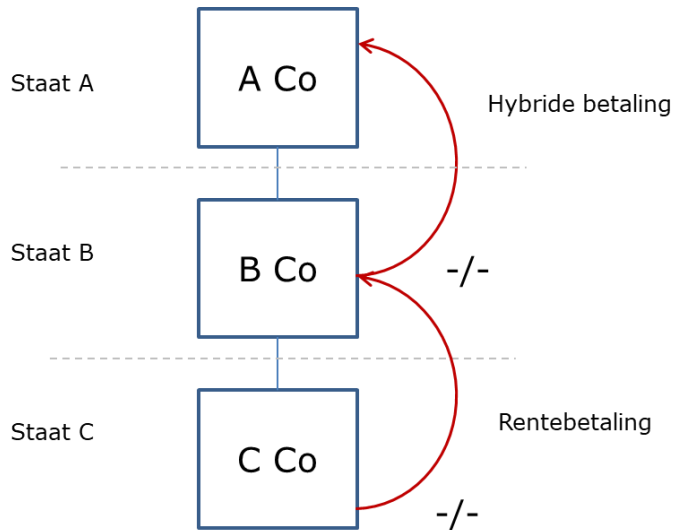 Staat A
A Co
Hybride betaling
Staat B
B Co
-/-
Staat C
C Co
Rentebetaling
-/-